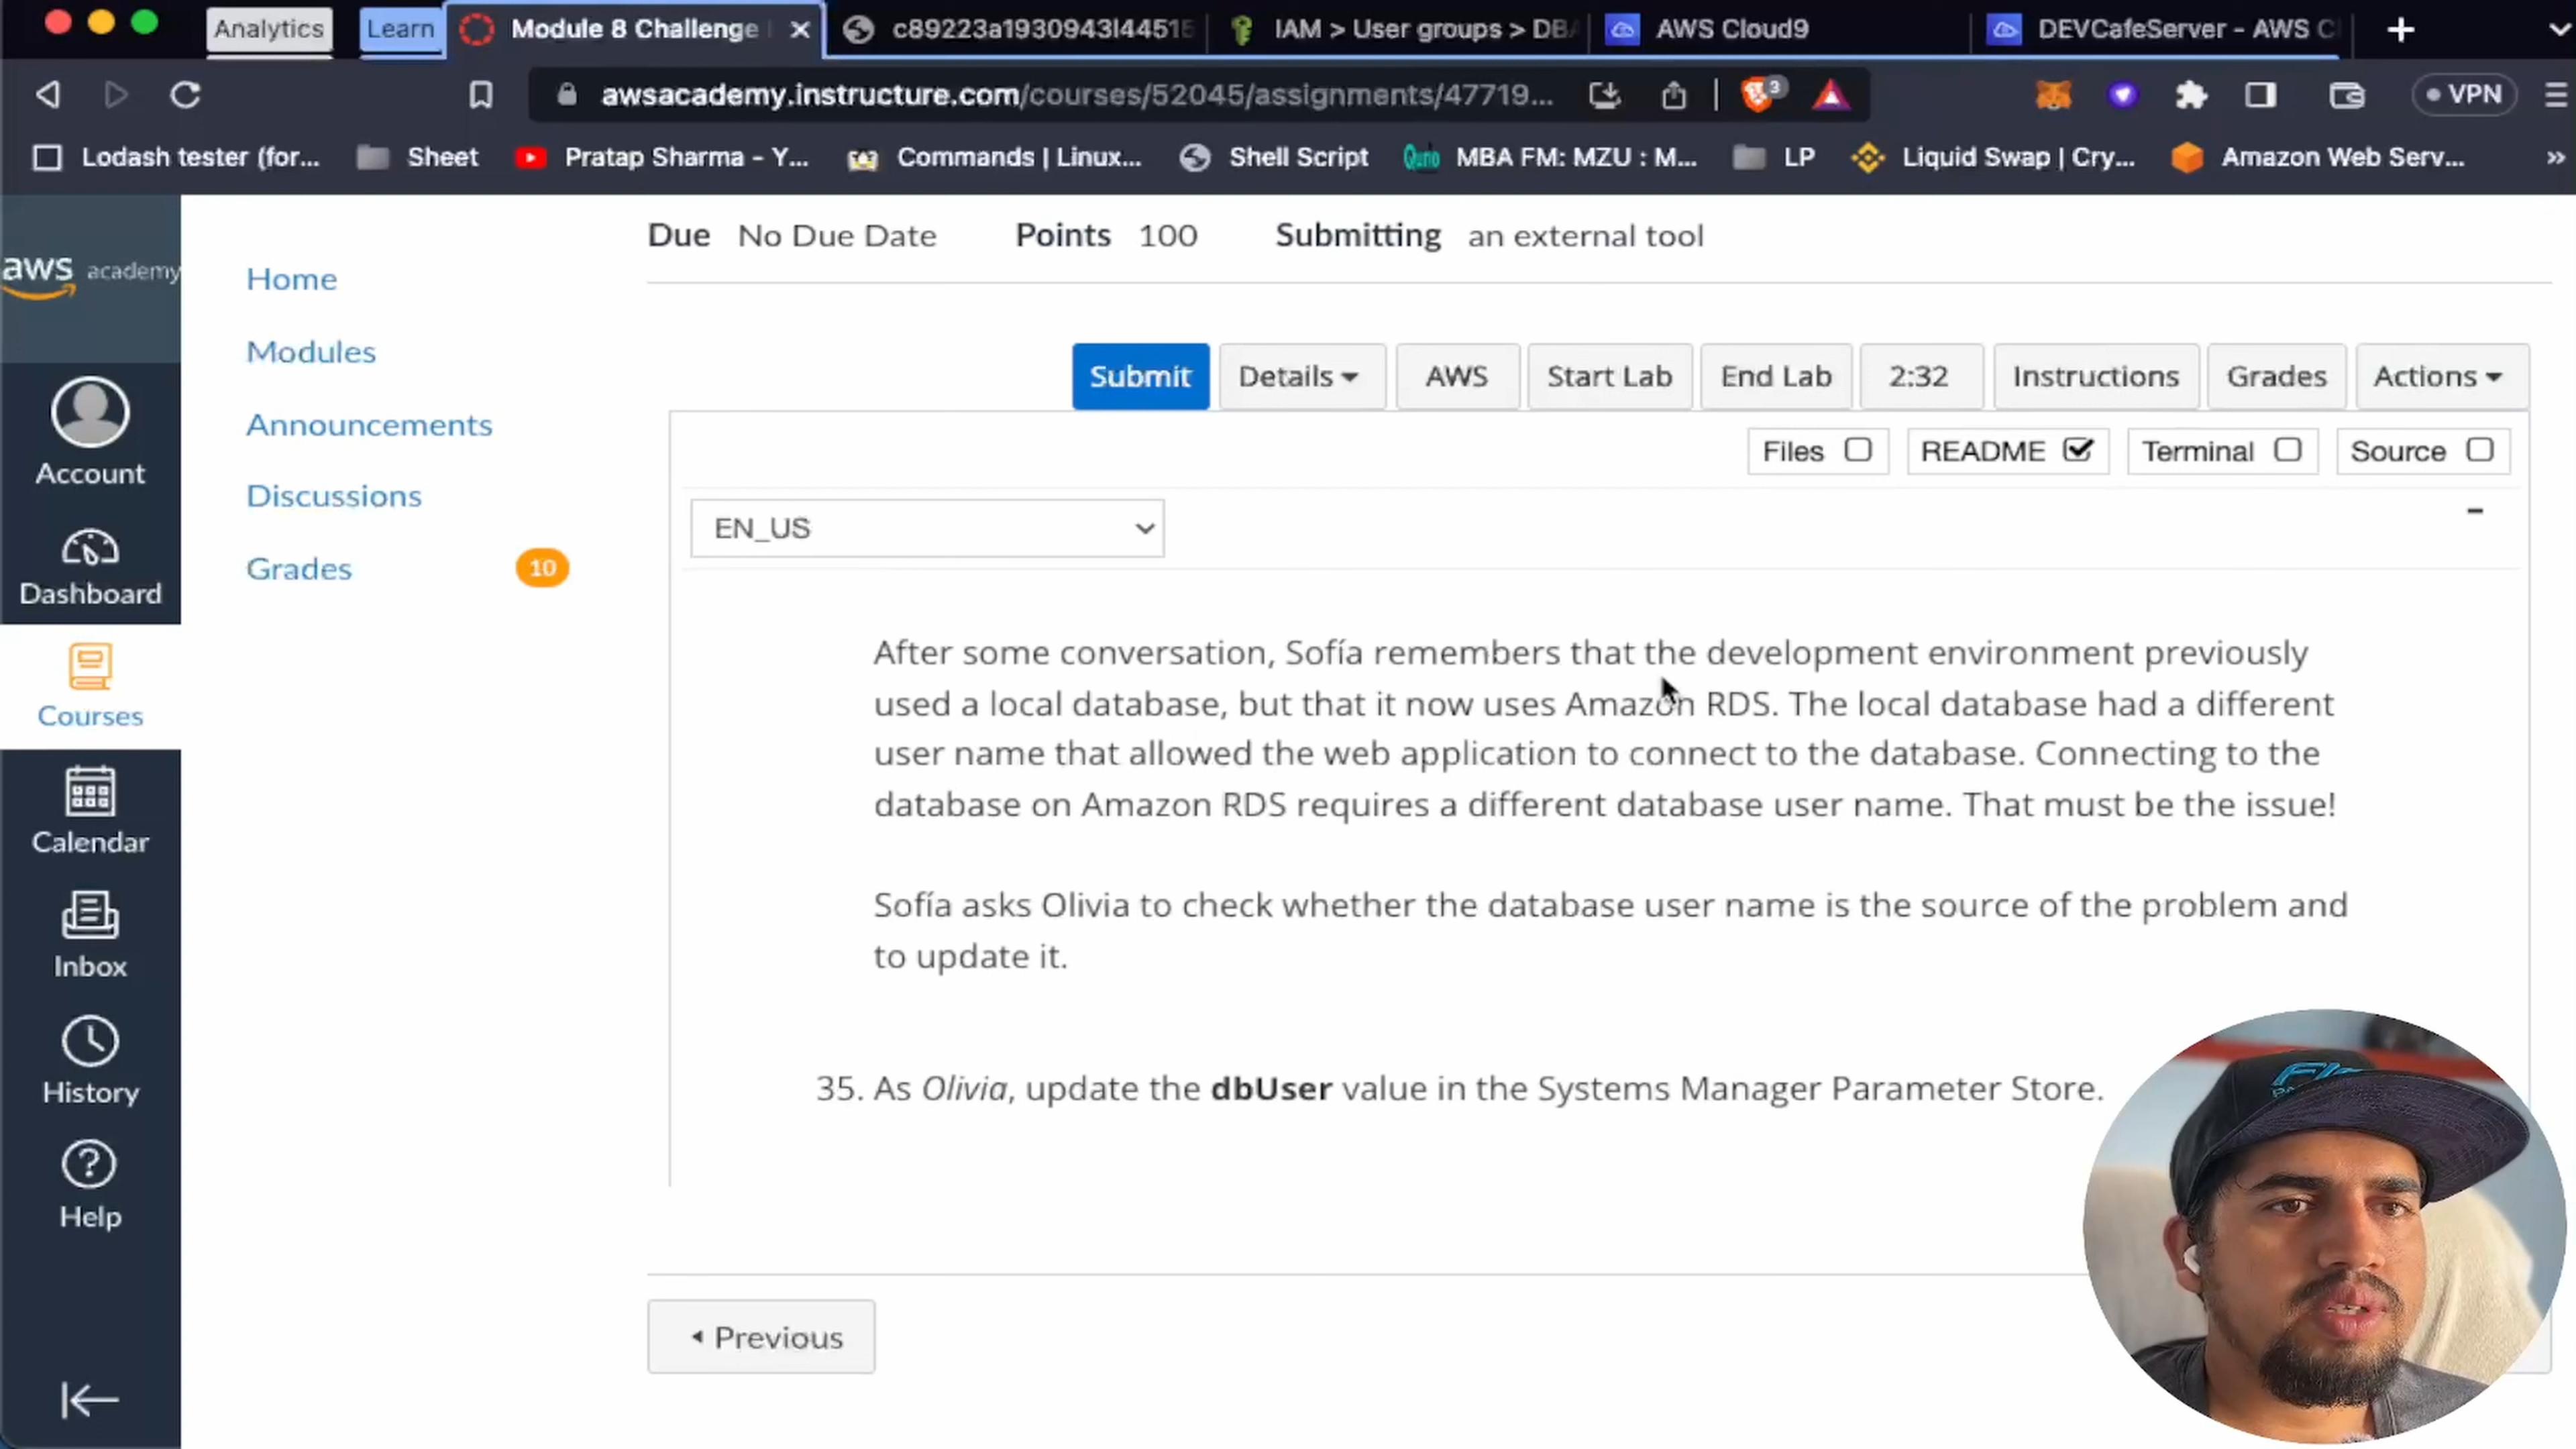 Analytics
Learn
Module 8 Challenge
c89223a1930943l44515
IAM > User groups > DBA
AWS Cloud9
DEVCafeServer - AWS Cl
awsacademy.instructure.com/courses/52045/assignments/47719...
3
VPN
Lodash tester (for...
Sheet
Pratap Sharma - Y...
Commands | Linux...
Shell Script
MBA FM: MZU : M...
LP
Liquid Swap | Cry...
Amazon Web Serv...
»
aws academy
Account
Dashboard
Courses
Calendar
Inbox
History
Help
Home
Modules
Announcements
Discussions
Grades 10
Due No Due Date Points 100 Submitting an external tool
Submit Details AWS Start Lab End Lab 2:32 Instructions Grades Actions
Files README Terminal Source
EN_US
After some conversation, Sofía remembers that the development environment previously
used a local database, but that it now uses Amazon RDS. The local database had a different
user name that allowed the web application to connect to the database. Connecting to the
database on Amazon RDS requires a different database user name. That must be the issue!
Sofía asks Olivia to check whether the database user name is the source of the problem and
to update it.
35. As Olivia, update the dbUser value in the Systems Manager Parameter Store.
Previous